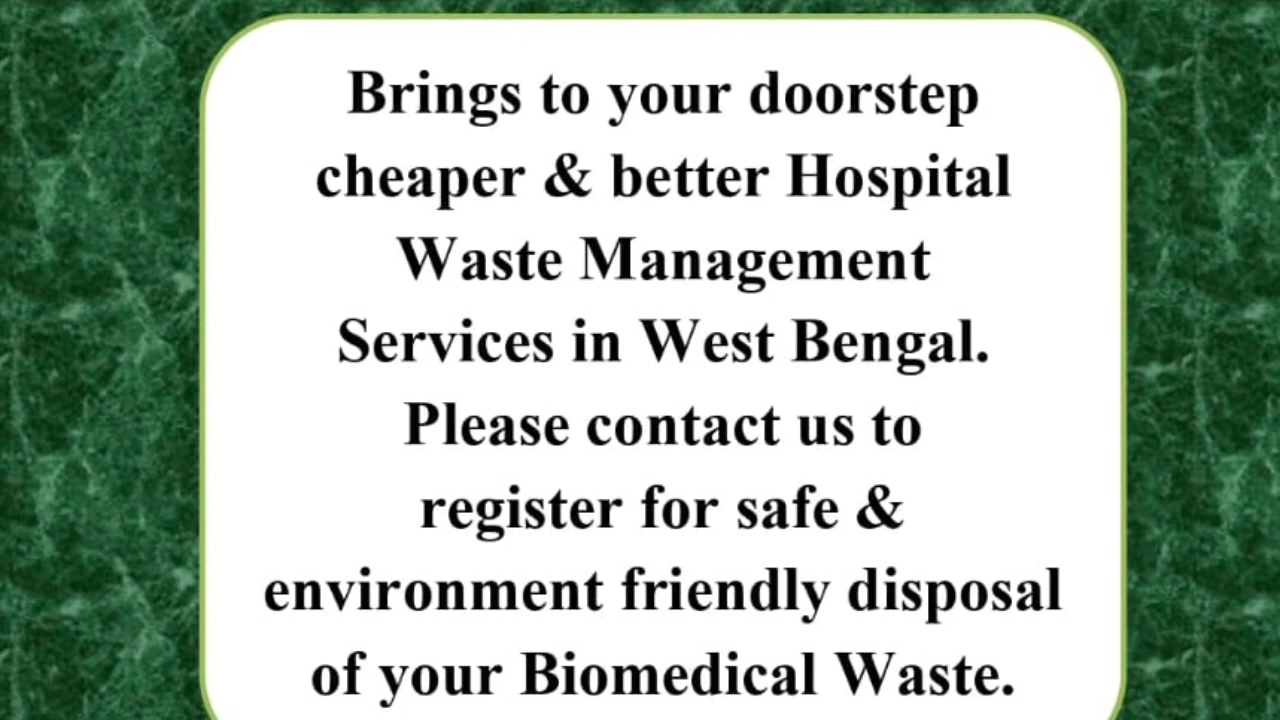 Brings to your doorstep
cheaper & better Hospital
Waste Management
Services in West Bengal.
Please contact us to
register for safe &
environment friendly disposal
of your Biomedical Waste.